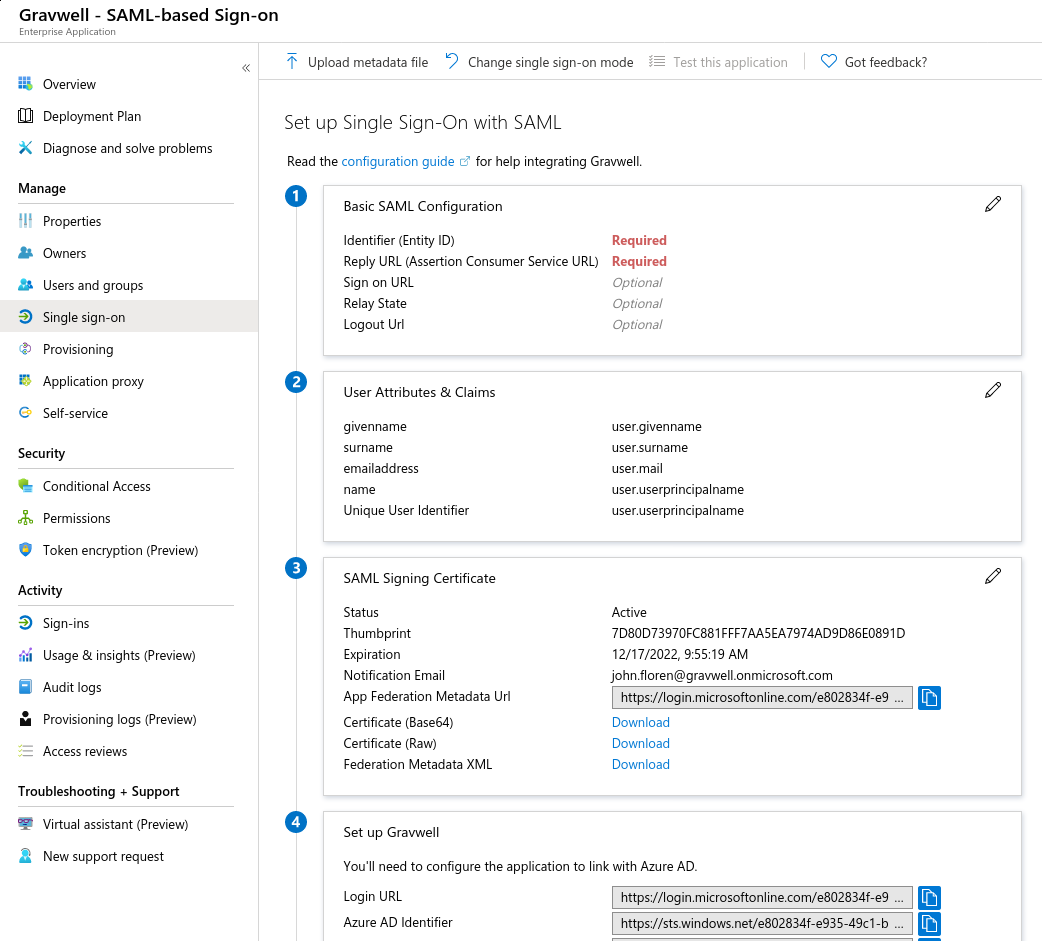 Gravwell - SAML-based Sign-on
Enterprise Application
«
Overview
Deployment Plan
Diagnose and solve problems
Manage
Properties
Owners
Users and groups
Single sign-on
Provisioning
Application proxy
Self-service
Security
Conditional Access
Permissions
Token encryption (Preview)
Activity
Sign-ins
Usage & insights (Preview)
Audit logs
Provisioning logs (Preview)
Access reviews
Troubleshooting + Support
Virtual assistant (Preview)
New support request
Upload metadata file Change single sign-on mode Test this application Got feedback?
Set up Single Sign-On with SAML
Read the configuration guide for help integrating Gravwell.
1
Basic SAML Configuration
Identifier (Entity ID) Required
Reply URL (Assertion Consumer Service URL) Required
Sign on URL Optional
Relay State Optional
Logout Url Optional
2
User Attributes & Claims
givenname user.givenname
surname user.surname
emailaddress user.mail
name user.userprincipalname
Unique User Identifier user.userprincipalname
3
SAML Signing Certificate
Status Active
Thumbprint 7D80D73970FC881FFF7AA5EA7974AD9D86E0891D
Expiration 12/17/2022, 9:55:19 AM
Notification Email john.floren@gravwell.onmicrosoft.com
App Federation Metadata Url https://login.microsoftonline.com/e802834f-e9 ...
Certificate (Base64) Download
Certificate (Raw) Download
Federation Metadata XML Download
4
Set up Gravwell
You'll need to configure the application to link with Azure AD.
Login URL https://login.microsoftonline.com/e802834f-e9 ...
Azure AD Identifier https://sts.windows.net/e802834f-e935-49c1-b ...